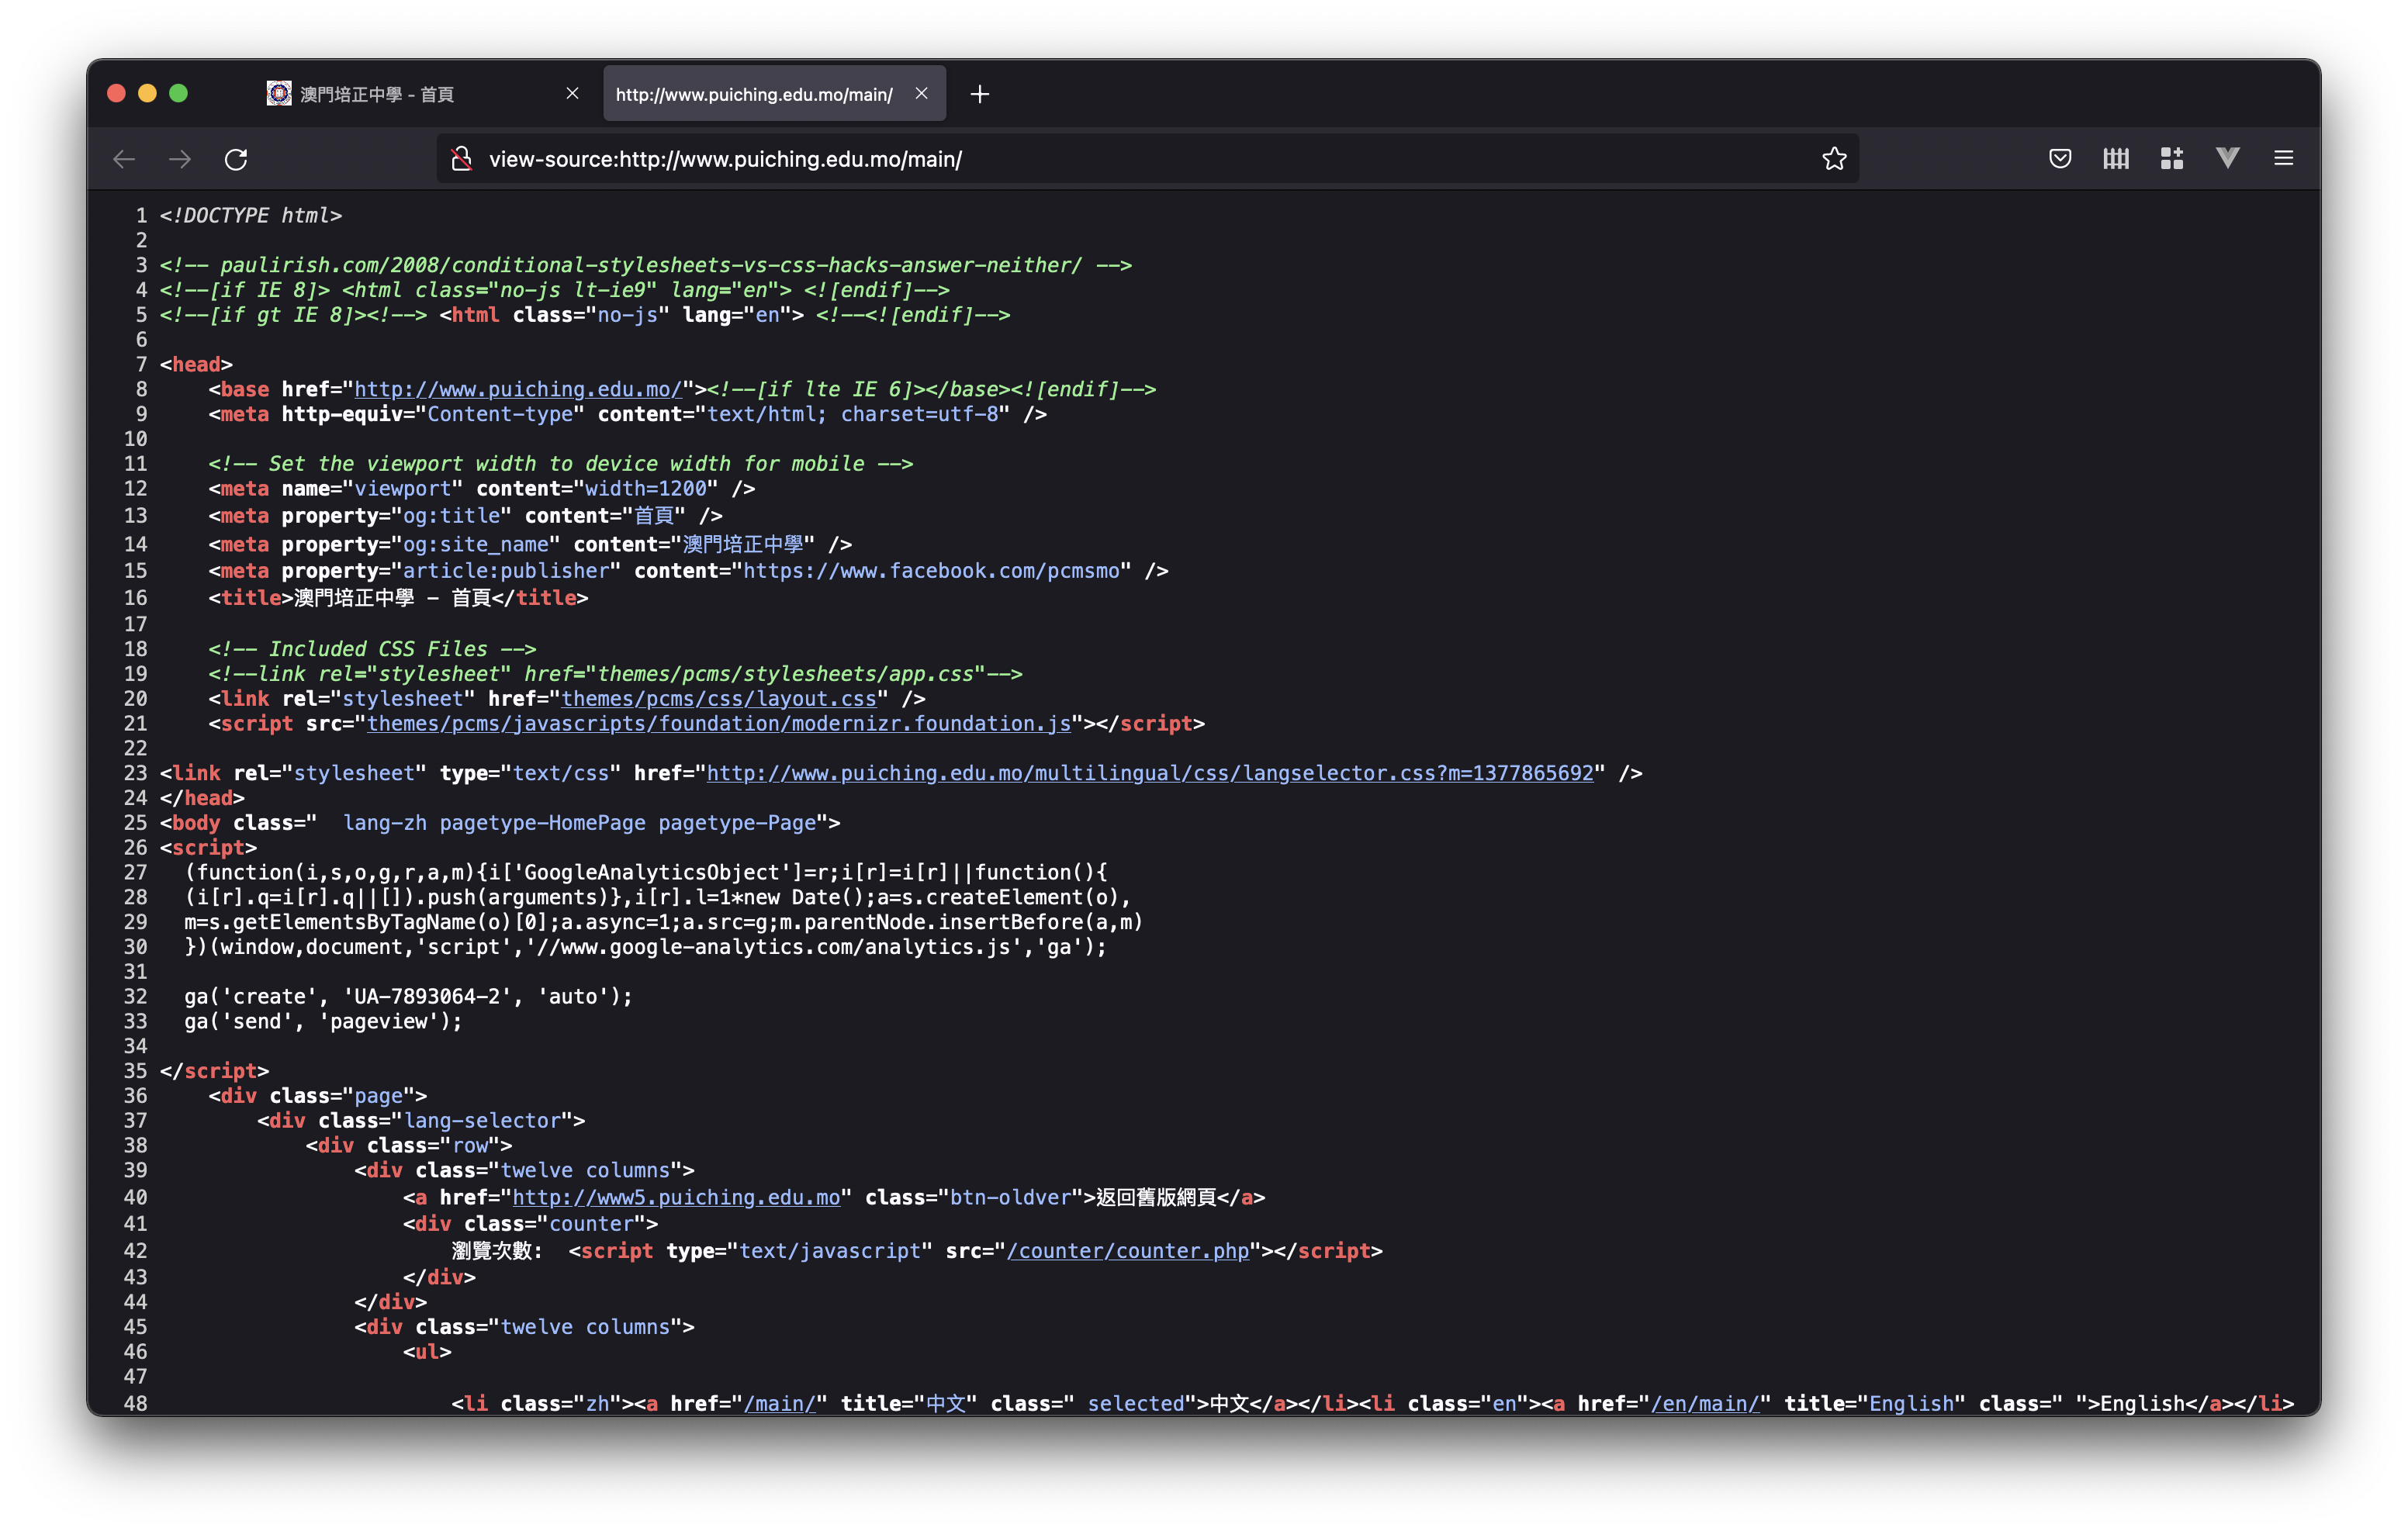 澳門培正中學 - 首頁
http://www.puiching.edu.mo/main/
view-source:http://www.puiching.edu.mo/main/
1 <!DOCTYPE html>
2
3 <!-- paulirish.com/2008/conditional-stylesheets-vs-css-hacks-answer-neither/ -->
4 <!--[if IE 8]> <html class="no-js lt-ie9" lang="en"> <![endif]-->
5 <!--[if gt IE 8]><!--> <html class="no-js" lang="en"> <!--<![endif]-->
6
7 <head>
8     <base href="http://www.puiching.edu.mo/"><!--[if lte IE 6]></base><![endif]-->
9     <meta http-equiv="Content-type" content="text/html; charset=utf-8" />
10
11     <!-- Set the viewport width to device width for mobile -->
12     <meta name="viewport" content="width=1200" />
13     <meta property="og:title" content="首頁" />
14     <meta property="og:site_name" content="澳門培正中學" />
15     <meta property="article:publisher" content="https://www.facebook.com/pcmsmo" />
16     <title>澳門培正中學 - 首頁</title>
17
18     <!-- Included CSS Files -->
19     <!--link rel="stylesheet" href="themes/pcms/stylesheets/app.css"-->
20     <link rel="stylesheet" href="themes/pcms/css/layout.css" />
21     <script src="themes/pcms/javascripts/foundation/modernizr.foundation.js"></script>
22
23 <link rel="stylesheet" type="text/css" href="http://www.puiching.edu.mo/multilingual/css/langselector.css?m=1377865692" />
24 </head>
25 <body class="  lang-zh pagetype-HomePage pagetype-Page">
26 <script>
27   (function(i,s,o,g,r,a,m){i['GoogleAnalyticsObject']=r;i[r]=i[r]||function(){
28   (i[r].q=i[r].q||[]).push(arguments)},i[r].l=1*new Date();a=s.createElement(o),
29   m=s.getElementsByTagName(o)[0];a.async=1;a.src=g;m.parentNode.insertBefore(a,m)
30   })(window,document,'script','//www.google-analytics.com/analytics.js','ga');
31
32   ga('create', 'UA-7893064-2', 'auto');
33   ga('send', 'pageview');
34
35 </script>
36     <div class="page">
37         <div class="lang-selector">
38             <div class="row">
39                 <div class="twelve columns">
40                     <a href="http://www5.puiching.edu.mo" class="btn-oldver">返回舊版網頁</a>
41                     <div class="counter">
42                         瀏覽次數:  <script type="text/javascript" src="/counter/counter.php"></script>
43                     </div>
44                 </div>
45                 <div class="twelve columns">
46                     <ul>
47
48                         <li class="zh"><a href="/main/" title="中文" class=" selected">中文</a></li><li class="en"><a href="/en/main/" title="English" class=" ">English</a></li>